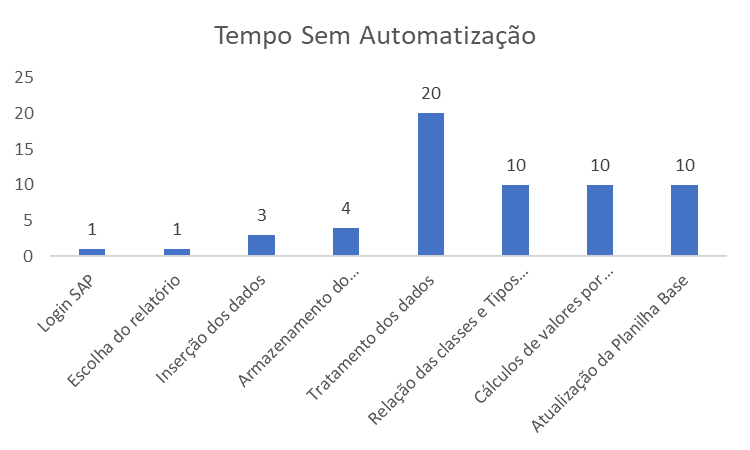 Tempo Sem Automatização
25
20
15
10
5
0
1
1
3
4
20
10
10
10
Login SAP
Escolha do relatório
Inserção dos dados
Armazenamento do...
Tratamento dos dados
Relação das classes e Tipos...
Cálculos de valores por...
Atualização da Planilha Base